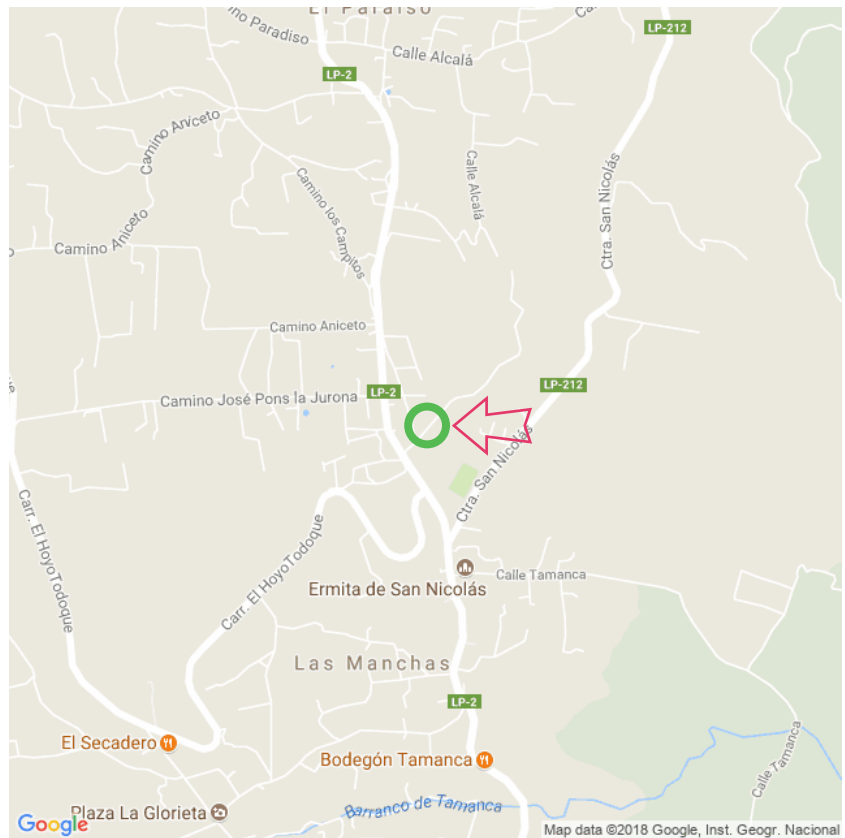 El Paraíso
LP-212
Camino Paradiso
Calle Alcalá
LP-2
Camino Aniceto
Calle Alcalá
Ctra. San Nicolás
Camino los Campitos
Camino Aniceto
Camino Aniceto
LP-212
LP-2
Camino José Pons la Jurona
Ctra. San Nicolás
Carr. El HoyoTodoque
Carr. El HoyoTodoque
Calle Tamanca
Ermita de San Nicolás
Las Manchas
LP-2
El Secadero
Bodegón Tamanca
Calle Tamanca
Plaza La Glorieta
Barranco de Tamanca
Google
Map data ©2018 Google, Inst. Geogr. Nacional